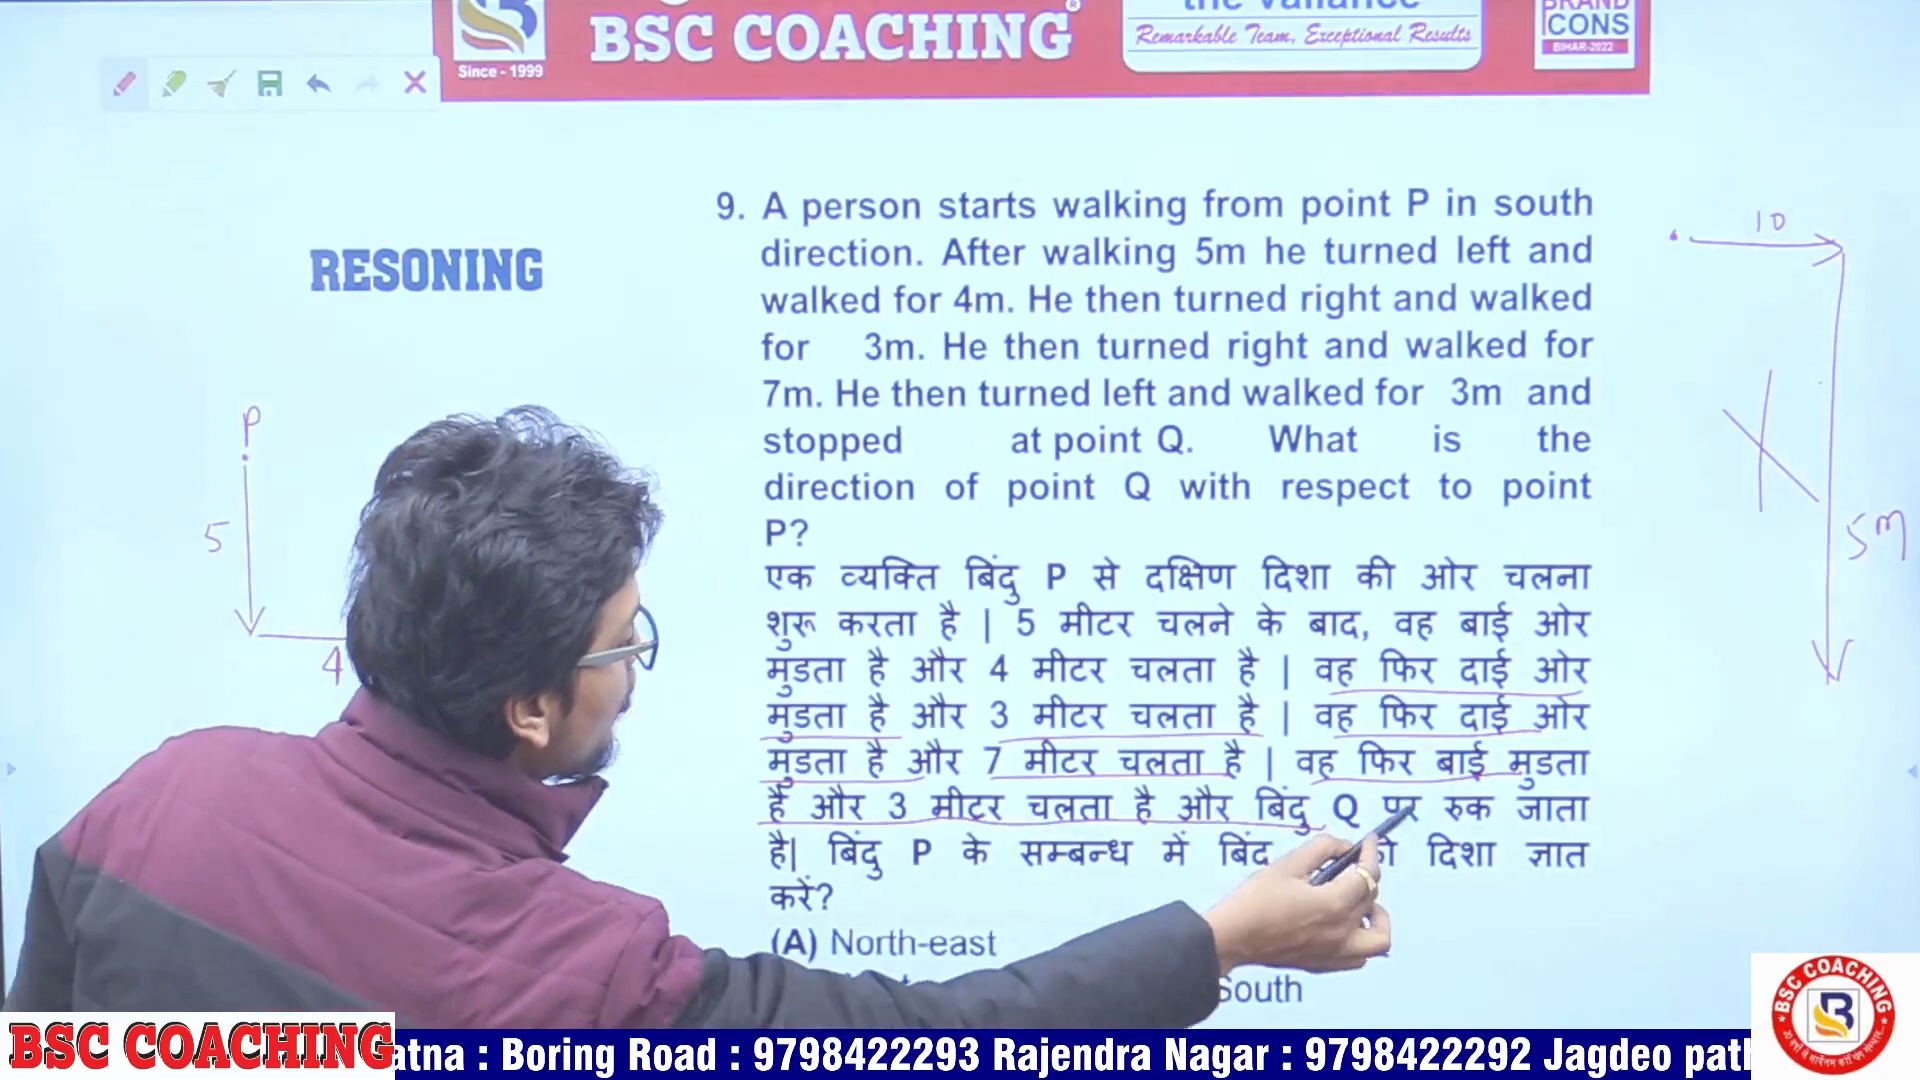 BSC COACHING®
Since - 1999
Remarkable Team, Exceptional Results
BRAND
ICONS
BIHAR-2022
RESONING
9. A person starts walking from point P in south
direction. After walking 5m he turned left and
walked for 4m. He then turned right and walked
for 3m. He then turned right and walked for
7m. He then turned left and walked for 3m and
stopped at point Q. What is the
direction of point Q with respect to point
P?
एक व्यक्ति बिंदु P से दक्षिण दिशा की ओर चलना
शुरू करता है | 5 मीटर चलने के बाद, वह बाई ओर
मुडता है और 4 मीटर चलता है | वह फिर दाई ओर
मुडता है और 3 मीटर चलता है | वह फिर दाई ओर
मुडता है और 7 मीटर चलता है | वह फिर बाई मुडता
है और 3 मीटर चलता है और बिंदु Q पर रुक जाता
है| बिंदु P के सम्बन्ध में दिशा ज्ञात
करें?
(A) North-east
South
P
5
4
10
5m
BSC COACHING
atna : Boring Road : 9798422293 Rajendra Nagar : 9798422292 Jagdeo path
BSC COACHING